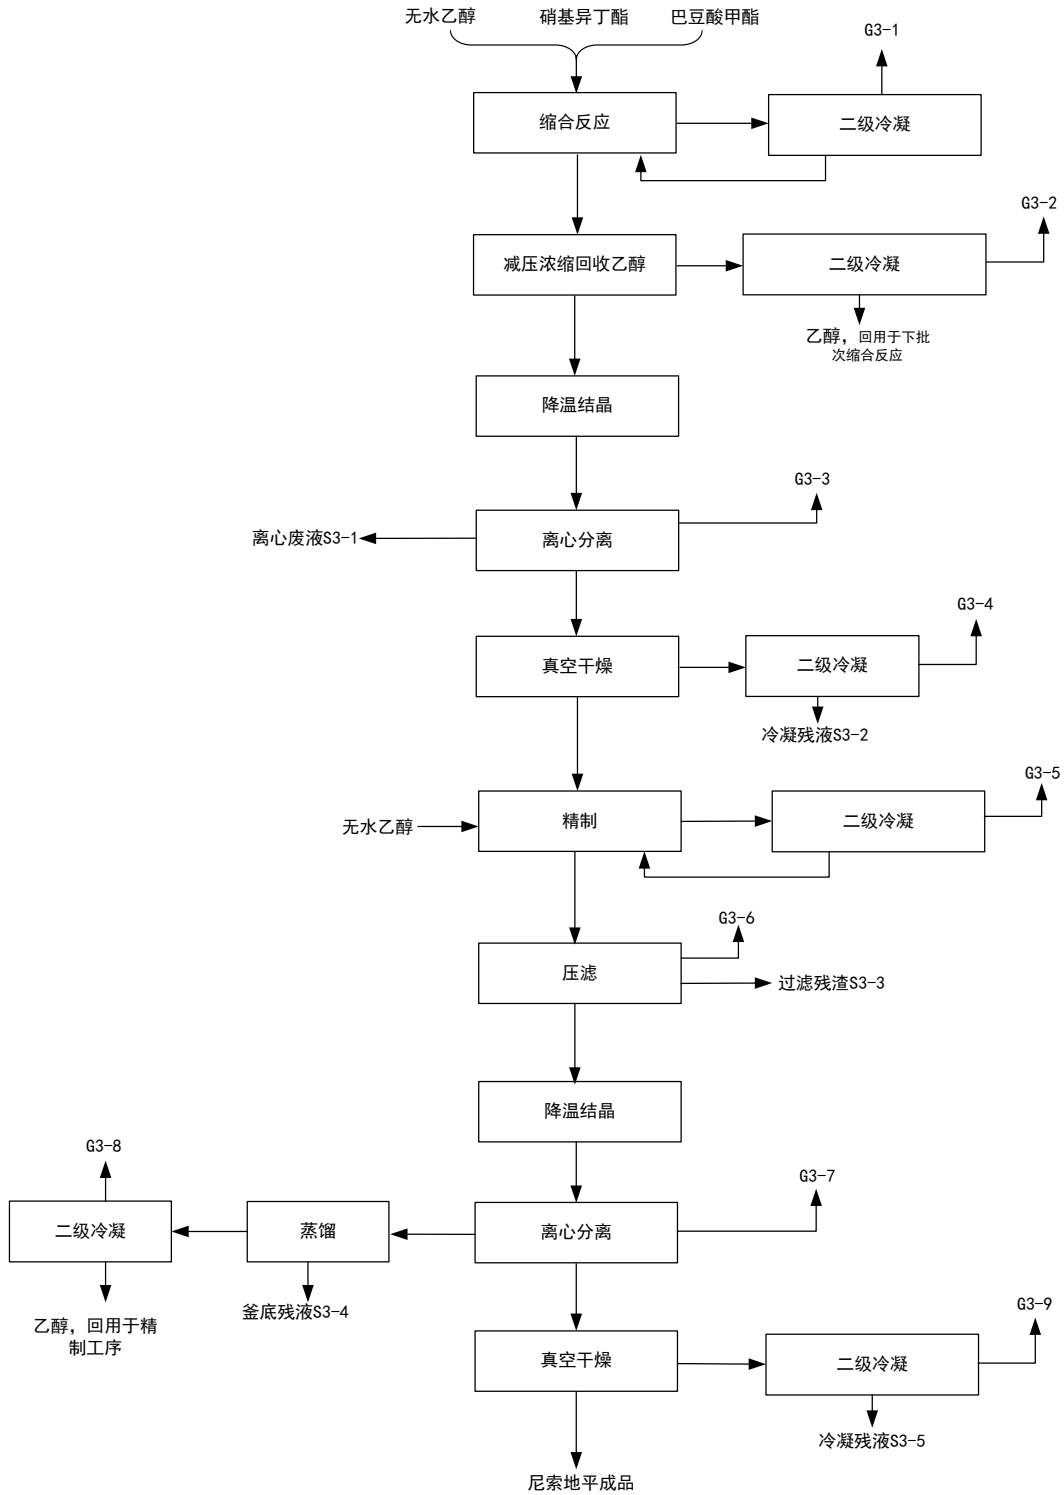 无水乙醇
硝基异丁酯
巴豆酸甲酯
G3-1
缩合反应
二级冷凝
G3-2
减压浓缩回收乙醇
二级冷凝
乙醇，回用于下批
次缩合反应
降温结晶
G3-3
离心废液S3-1
离心分离
G3-4
真空干燥
二级冷凝
冷凝残液S3-2
G3-5
无水乙醇
精制
二级冷凝
G3-6
压滤
过滤残渣S3-3
降温结晶
G3-8
G3-7
二级冷凝
蒸馏
离心分离
釜底残液S3-4
乙醇，回用于精
制工序
G3-9
真空干燥
二级冷凝
冷凝残液S3-5
尼索地平成品